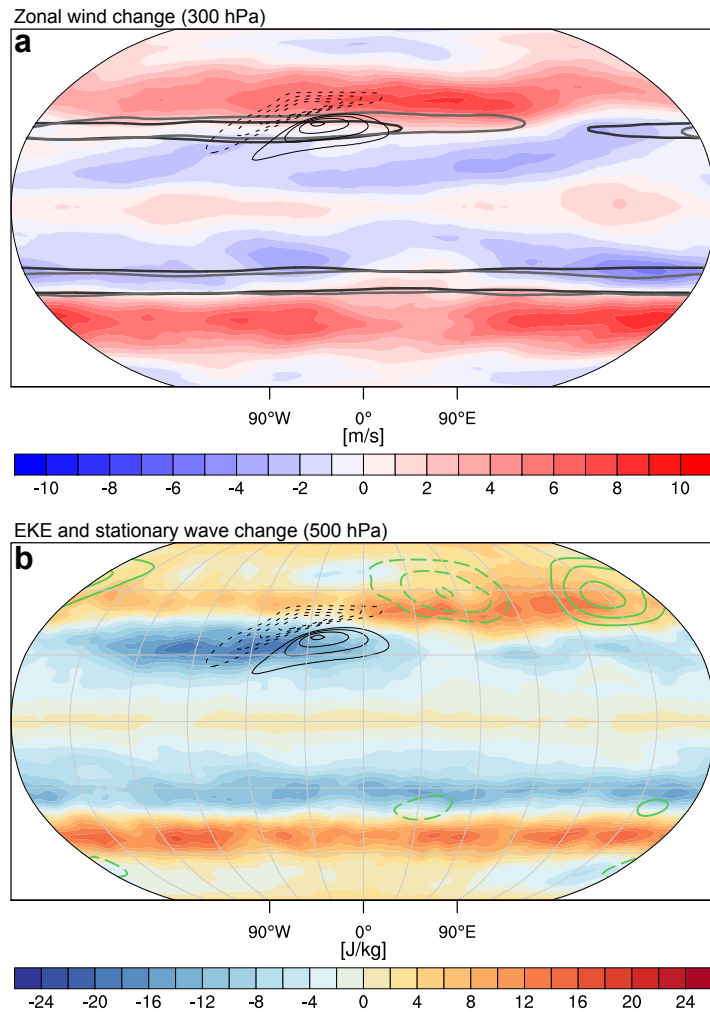 Zonal wind change (300 hPa)
a
90°W 0° 90°E
[m/s]
-10 -8 -6 -4 -2 0 2 4 6 8 10
EKE and stationary wave change (500 hPa)
b
90°W 0° 90°E
[J/kg]
-24 -20 -16 -12 -8 -4 0 4 8 12 16 20 24